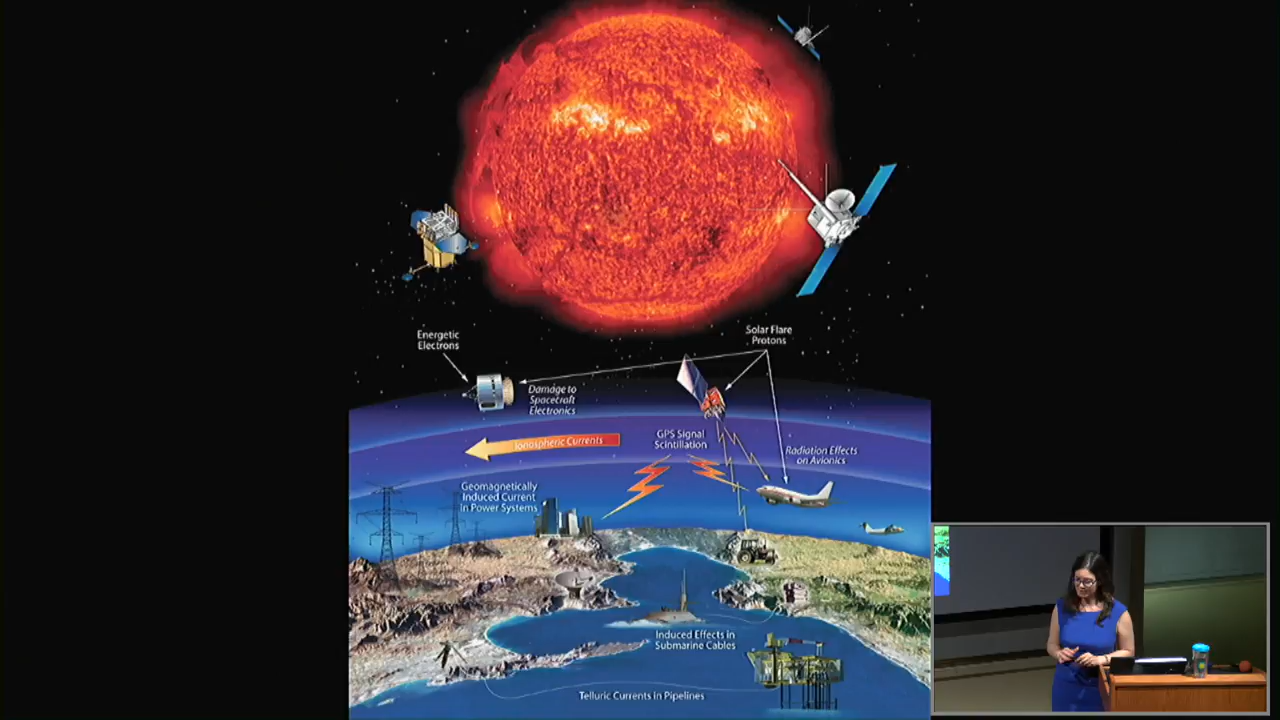 Energetic
Electrons
Solar Flare
Protons
Damage to
Spacecraft
Electronics
GPS Signal
Scintillation
Ionospheric Currents
Radiation Effects
on Avionics
Geomagnetically
Induced Current
in Power Systems
Induced Effects in
Submarine Cables
Telluric Currents in Pipelines